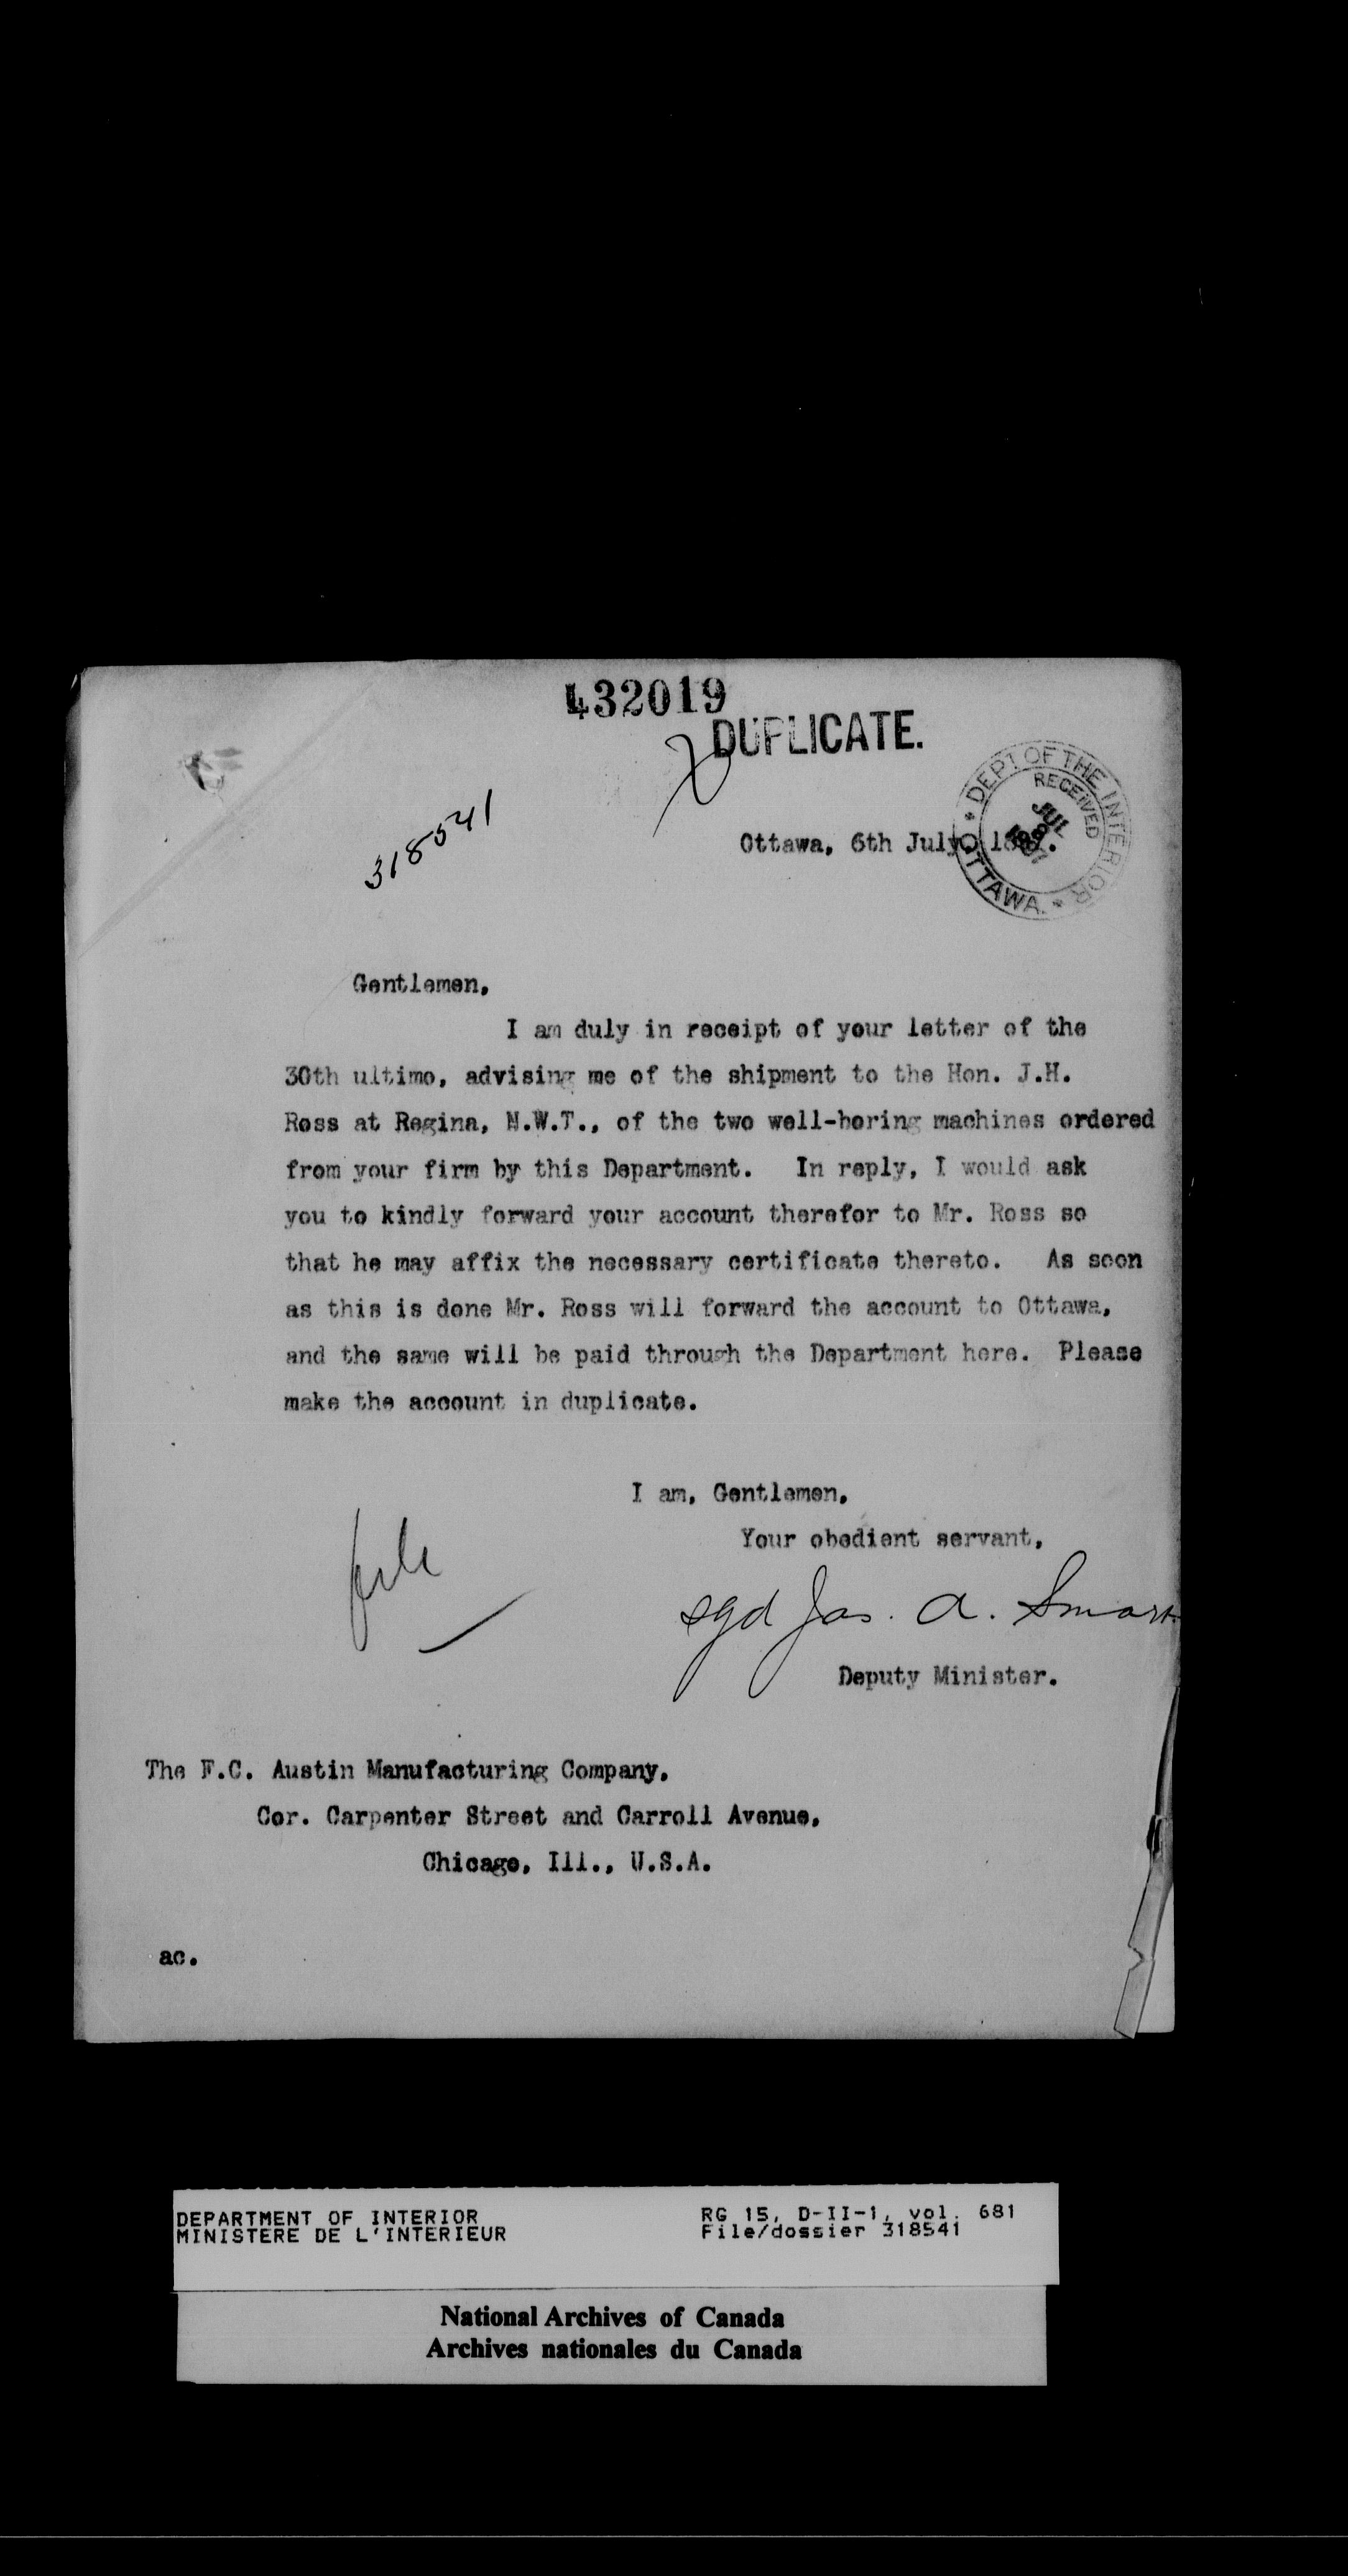 432019
DUPLICATE.
318541
DEPT OF THE INTERIOR
RECEIVED
JUL
OTTAWA.
Ottawa, 6th July,
Gentlemen,
I am duly in receipt of your letter of the
30th ultimo, advising me of the shipment to the Hon. J.H.
Ross at Regina, N.W.T., of the two well-boring machines ordered
from your firm by this Department. In reply, I would ask
you to kindly forward your account therefor to Mr. Ross so
that he may affix the necessary certificate thereto. As soon
as this is done Mr. Ross will forward the account to Ottawa,
and the same will be paid through the Department here. Please
make the account in duplicate.
I am, Gentlemen,
Your obedient servant,
file
sgd Jas. A. Smart
Deputy Minister.
The F.C. Austin Manufacturing Company,
Cor. Carpenter Street and Carroll Avenue,
Chicago, Ill., U.S.A.
ac.
DEPARTMENT OF INTERIOR
MINISTERE DE L'INTERIEUR
RG 15, D-II-1, vol. 681
File/dossier 318541
National Archives of Canada
Archives nationales du Canada